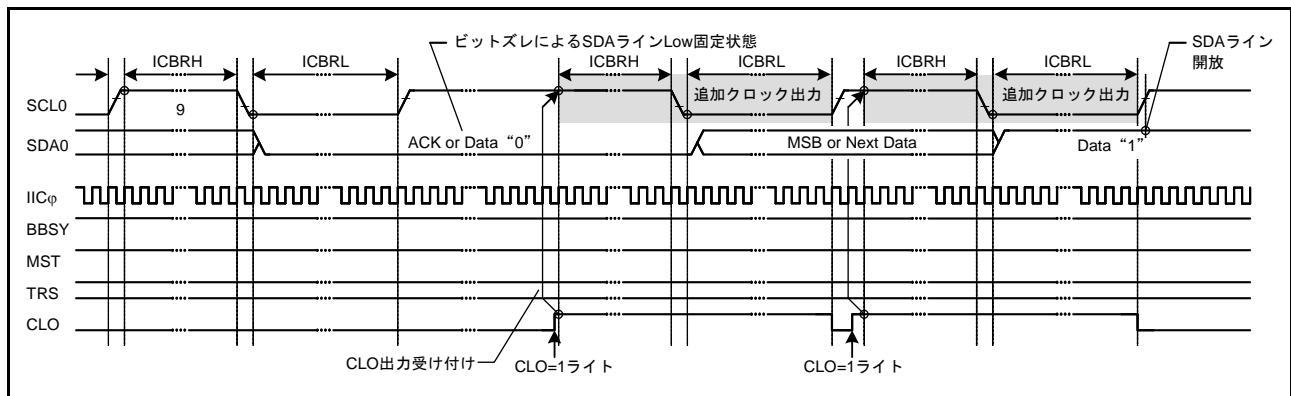 ビットズレによるSDAラインLow固定状態
SDAライン
開放
ICBRH
ICBRL
ICBRH
ICBRL
ICBRH
ICBRL
追加クロック出力
追加クロック出力
SCL0
9
SDA0
ACK or Data “0”
MSB or Next Data
Data “1”
IICφ
BBSY
MST
TRS
CLO
CLO出力受け付け
CLO=1ライト
CLO=1ライト